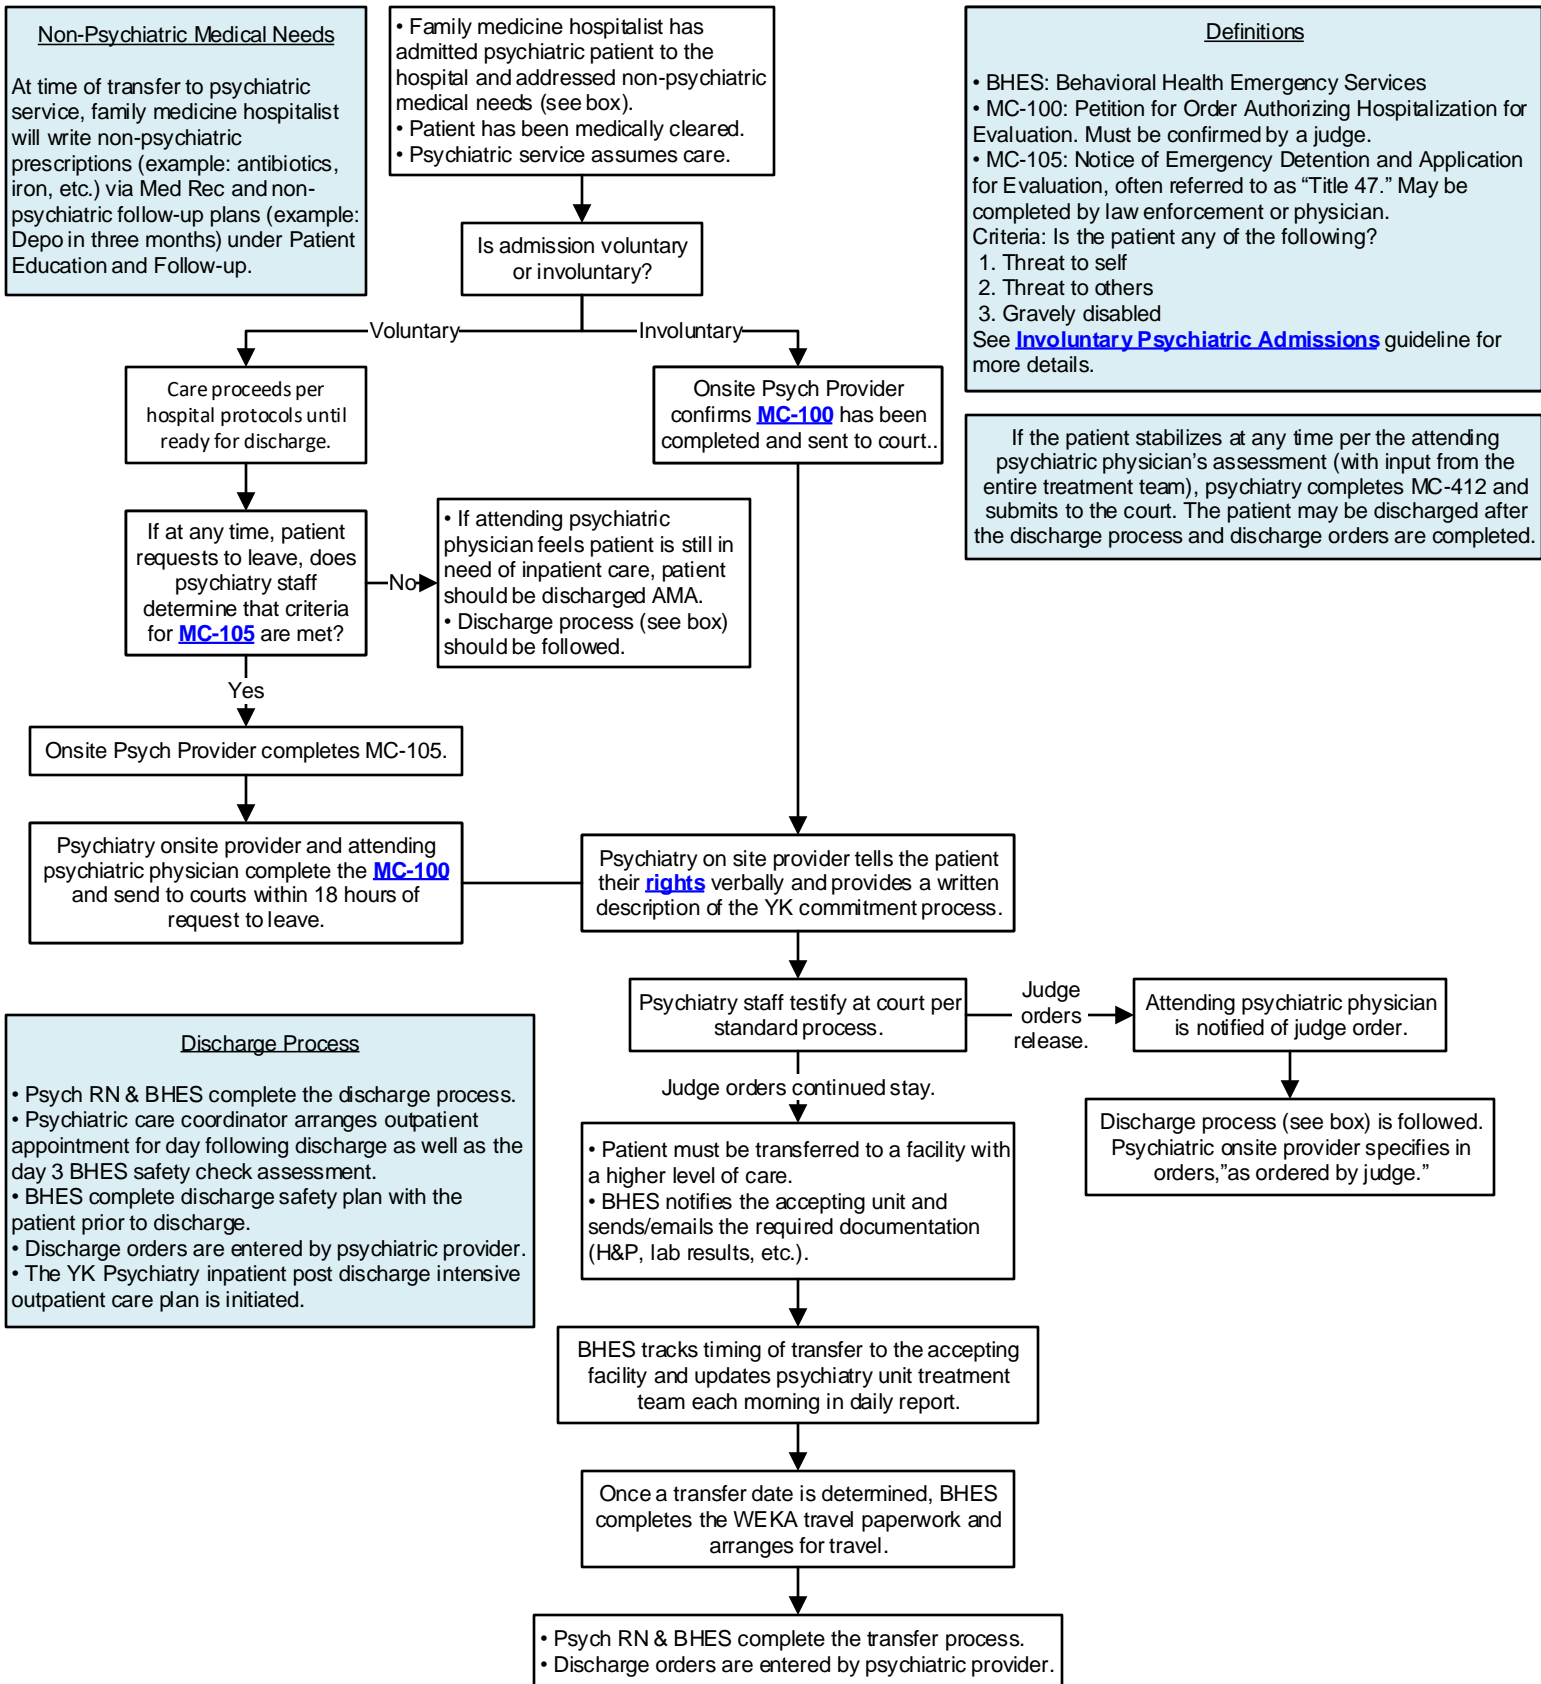 Non-Psychiatric Medical Needs
At time of transfer to psychiatric
service, family medicine hospitalist
will write non-psychiatric
prescriptions (example: antibiotics,
iron, etc.) via Med Rec and non-
psychiatric follow-up plans (example:
Depo in three months) under Patient
Education and Follow-up.
• Family medicine hospitalist has
admitted psychiatric patient to the
hospital and addressed non-psychiatric
medical needs (see box).
• Patient has been medically cleared.
• Psychiatric service assumes care.
Definitions
• BHES: Behavioral Health Emergency Services
• MC-100: Petition for Order Authorizing Hospitalization for
Evaluation. Must be confirmed by a judge.
• MC-105: Notice of Emergency Detention and Application
for Evaluation, often referred to as “Title 47.” May be
completed by law enforcement or physician.
Criteria: Is the patient any of the following?
1. Threat to self
2. Threat to others
3. Gravely disabled
See Involuntary Psychiatric Admissions guideline for
more details.
Is admission voluntary
or involuntary?
Voluntary
Involuntary
Care proceeds per
hospital protocols until
ready for discharge.
Onsite Psych Provider
confirms MC-100 has been
completed and sent to court..
If the patient stabilizes at any time per the attending
psychiatric physician’s assessment (with input from the
entire treatment team), psychiatry completes MC-412 and
submits to the court. The patient may be discharged after
the discharge process and discharge orders are completed.
If at any time, patient
requests to leave, does
psychiatry staff
determine that criteria
for MC-105 are met?
No
• If attending psychiatric
physician feels patient is still in
need of inpatient care, patient
should be discharged AMA.
• Discharge process (see box)
should be followed.
Yes
Onsite Psych Provider completes MC-105.
Psychiatry onsite provider and attending
psychiatric physician complete the MC-100
and send to courts within 18 hours of
request to leave.
Psychiatry on site provider tells the patient
their rights verbally and provides a written
description of the YK commitment process.
Psychiatry staff testify at court per
standard process.
Judge
orders
release.
Attending psychiatric physician
is notified of judge order.
Judge orders continued stay.
Discharge process (see box) is followed.
Psychiatric onsite provider specifies in
orders,”as ordered by judge.”
Discharge Process
• Psych RN & BHES complete the discharge process.
• Psychiatric care coordinator arranges outpatient
appointment for day following discharge as well as the
day 3 BHES safety check assessment.
• BHES complete discharge safety plan with the
patient prior to discharge.
• Discharge orders are entered by psychiatric provider.
• The YK Psychiatry inpatient post discharge intensive
outpatient care plan is initiated.
• Patient must be transferred to a facility with
a higher level of care.
• BHES notifies the accepting unit and
sends/emails the required documentation
(H&P, lab results, etc.).
BHES tracks timing of transfer to the accepting
facility and updates psychiatry unit treatment
team each morning in daily report.
Once a transfer date is determined, BHES
completes the WEKA travel paperwork and
arranges for travel.
• Psych RN & BHES complete the transfer process.
• Discharge orders are entered by psychiatric provider.